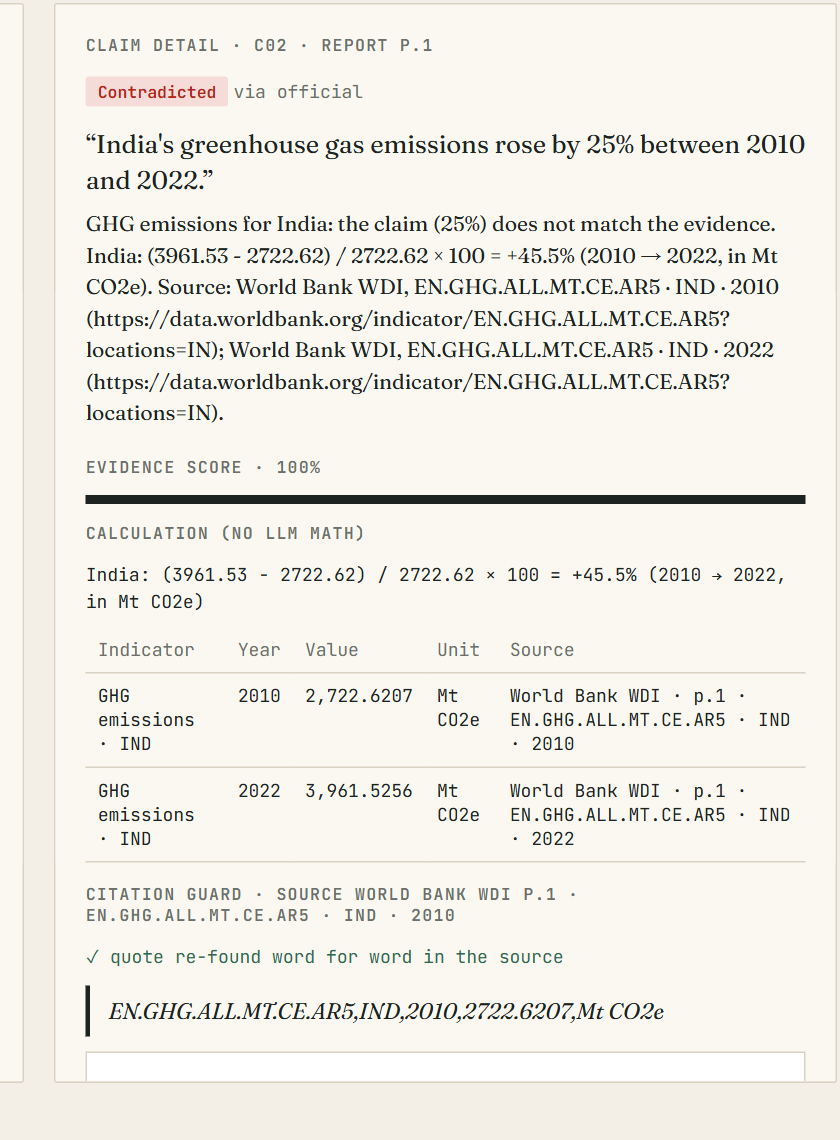 CLAIM DETAIL · C02 · REPORT P.1
Contradicted via official
“India's greenhouse gas emissions rose by 25% between 2010
and 2022.”
GHG emissions for India: the claim (25%) does not match the evidence.
India: (3961.53 - 2722.62) / 2722.62 × 100 = +45.5% (2010 → 2022, in Mt
CO2e). Source: World Bank WDI, EN.GHG.ALL.MT.CE.AR5 · IND · 2010
(https://data.worldbank.org/indicator/EN.GHG.ALL.MT.CE.AR5?
locations=IN); World Bank WDI, EN.GHG.ALL.MT.CE.AR5 · IND · 2022
(https://data.worldbank.org/indicator/EN.GHG.ALL.MT.CE.AR5?
locations=IN).
EVIDENCE SCORE · 100%
CALCULATION (NO LLM MATH)
India: (3961.53 - 2722.62) / 2722.62 × 100 = +45.5% (2010 → 2022,
in Mt CO2e)
Indicator Year Value Unit Source
GHG 2010 2,722.6207 Mt World Bank WDI · p.1 ·
emissions CO2e EN.GHG.ALL.MT.CE.AR5 · IND
· IND · 2010
GHG 2022 3,961.5256 Mt World Bank WDI · p.1 ·
emissions CO2e EN.GHG.ALL.MT.CE.AR5 · IND
· IND · 2022
CITATION GUARD · SOURCE WORLD BANK WDI P.1 ·
EN.GHG.ALL.MT.CE.AR5 · IND · 2010
✓ quote re-found word for word in the source
EN.GHG.ALL.MT.CE.AR5,IND,2010,2722.6207,Mt CO2e